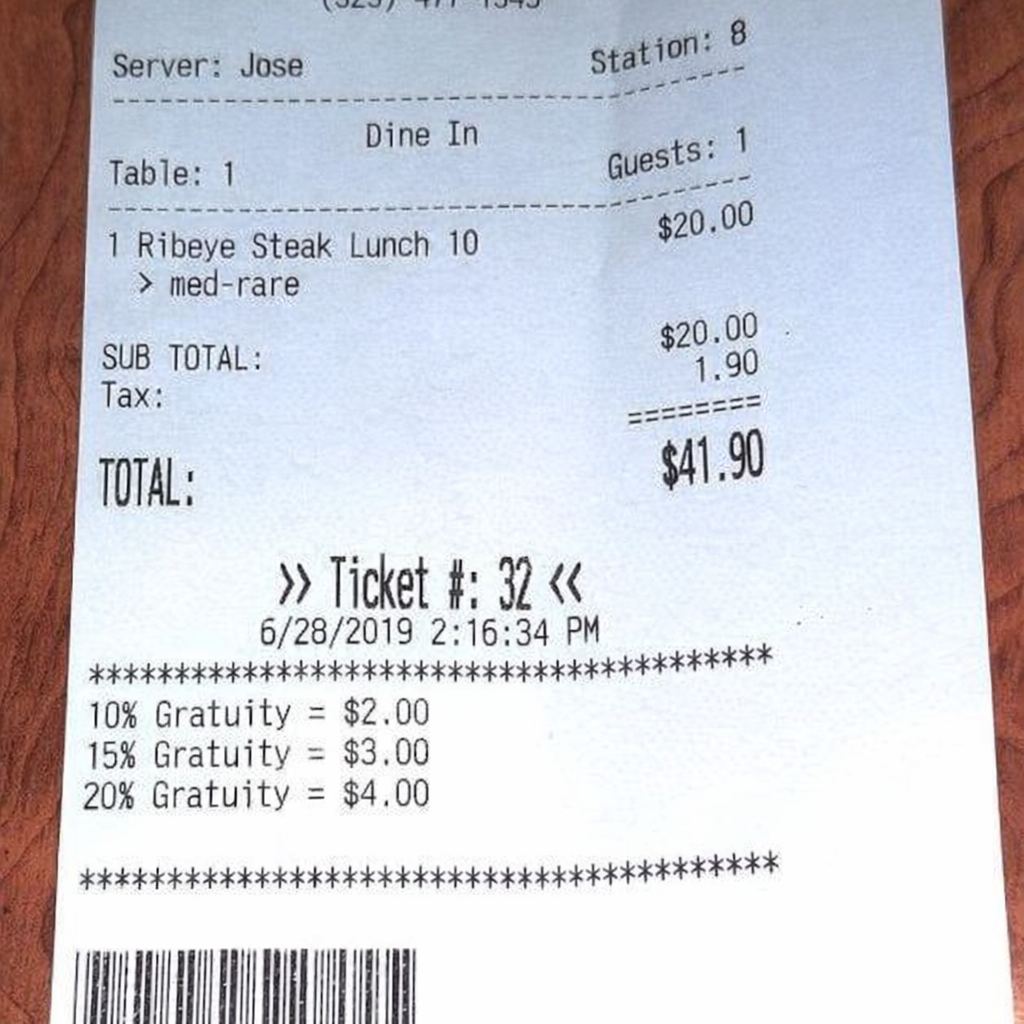 Server: Jose Station: 8
Dine In
Table: 1 Guests: 1
1 Ribeye Steak Lunch 10 $20.00
> med-rare
SUB TOTAL: $20.00
Tax: 1.90
========
TOTAL: $41.90
>> Ticket #: 32 <<
6/28/2019 2:16:34 PM
****************************************
10% Gratuity = $2.00
15% Gratuity = $3.00
20% Gratuity = $4.00
****************************************